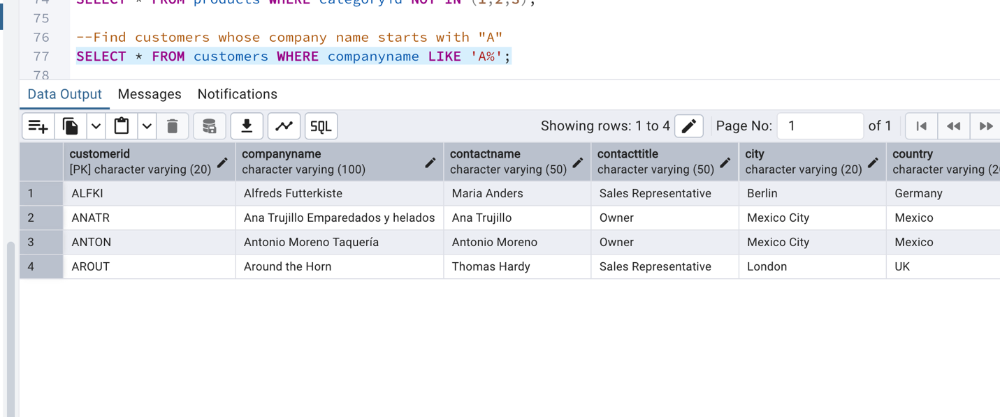 74 SELECT * FROM products WHERE categoryid NOT IN (1,2,3);
75
76 --Find customers whose company name starts with "A"
77 SELECT * FROM customers WHERE companyname LIKE 'A%';
78
Data Output Messages Notifications
SQL Showing rows: 1 to 4 Page No: 1 of 1
customerid companyname contactname contacttitle city country
[PK] character varying (20) character varying (100) character varying (50) character varying (50) character varying (20) character varying (2
1 ALFKI Alfreds Futterkiste Maria Anders Sales Representative Berlin Germany
2 ANATR Ana Trujillo Emparedados y helados Ana Trujillo Owner Mexico City Mexico
3 ANTON Antonio Moreno Taquería Antonio Moreno Owner Mexico City Mexico
4 AROUT Around the Horn Thomas Hardy Sales Representative London UK